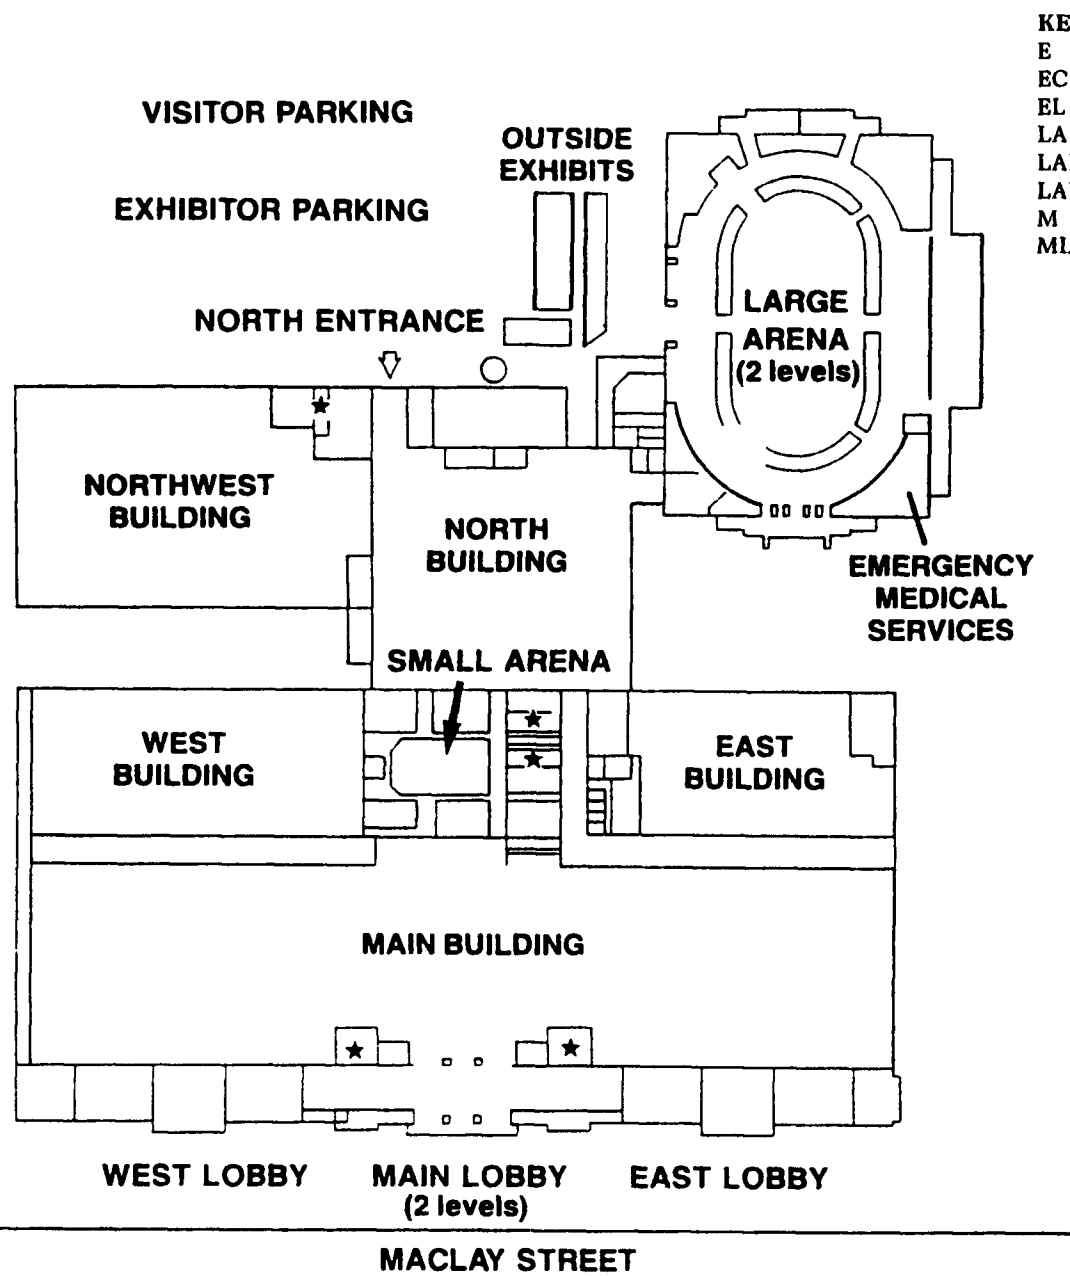 KE
E
EC
EL
LA
LA
LA
M
MI
VISITOR PARKING
OUTSIDE
EXHIBITS
EXHIBITOR PARKING
NORTH ENTRANCE
LARGE
ARENA
(2 levels)
NORTHWEST
BUILDING
NORTH
BUILDING
EMERGENCY
MEDICAL
SERVICES
SMALL ARENA
WEST
BUILDING
EAST
BUILDING
MAIN BUILDING
WEST LOBBY
MAIN LOBBY
(2 levels)
EAST LOBBY
MACLAY STREET